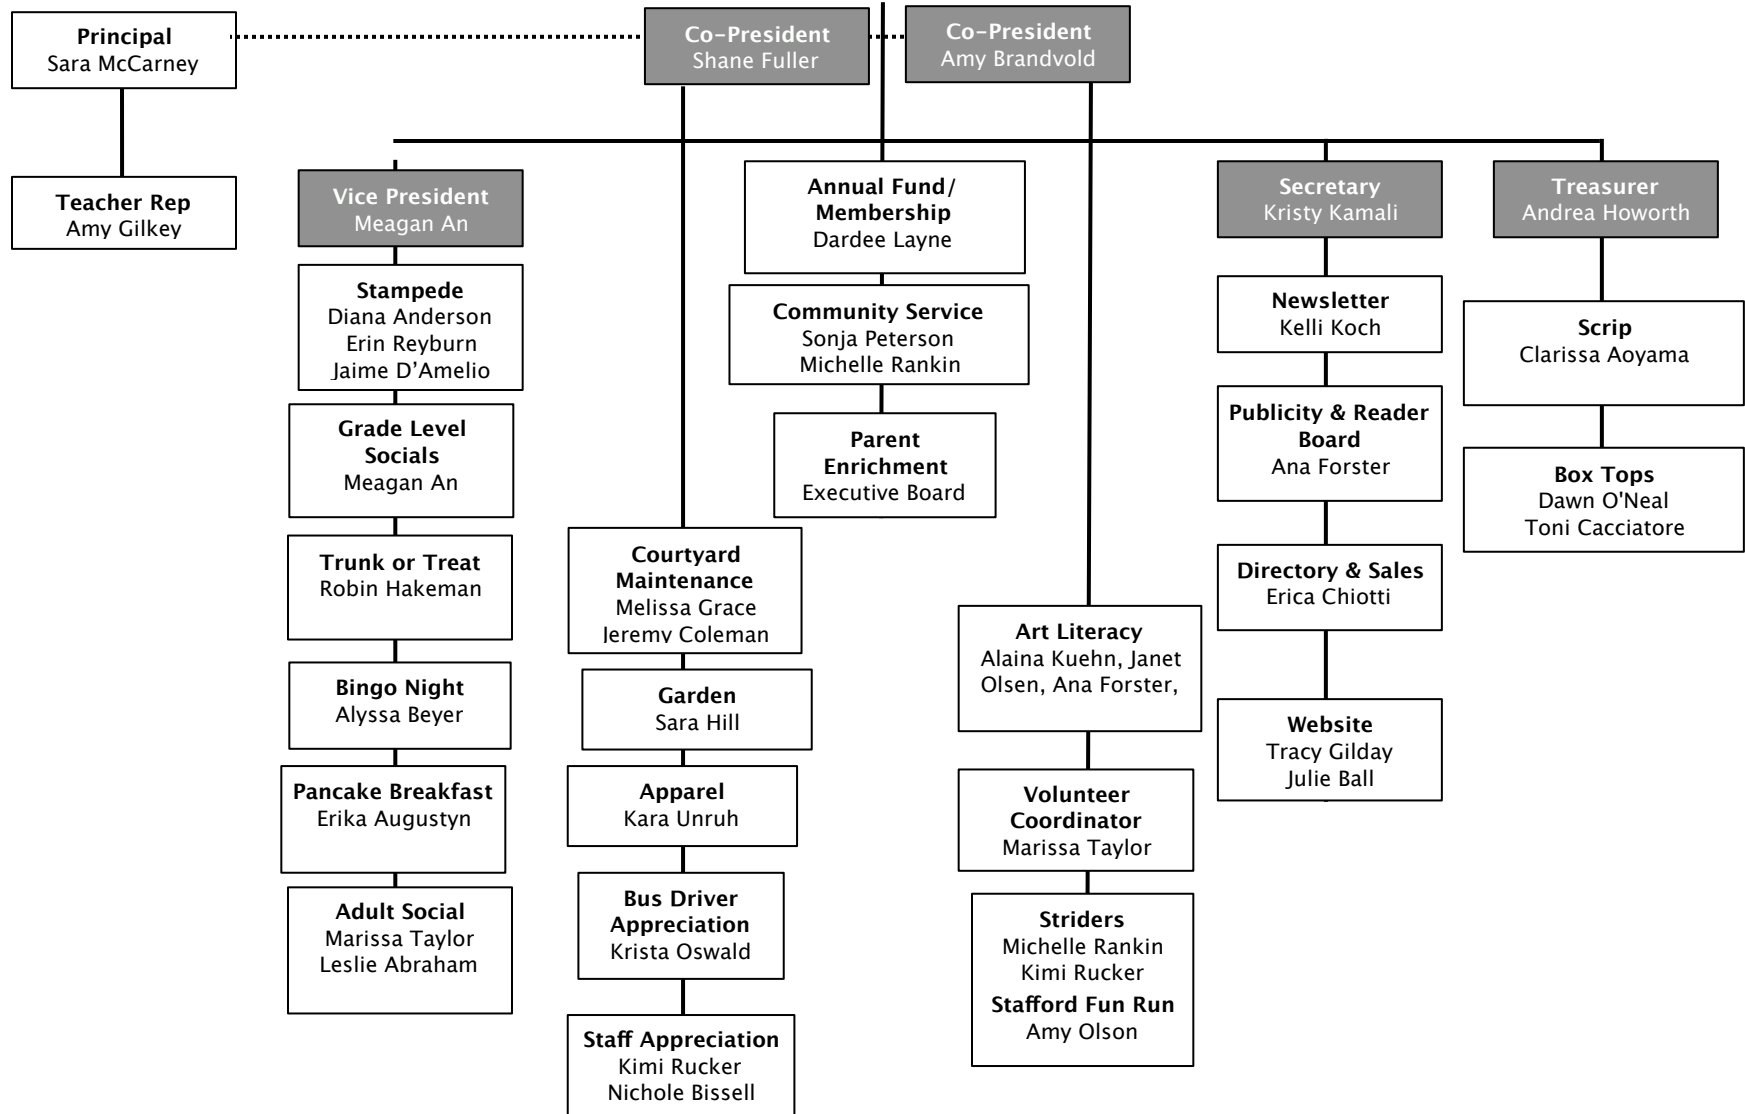 Principal
Sara McCarney
Co-President
Shane Fuller
Co-President
Amy Brandvold
Teacher Rep
Amy Gilkey
Vice President
Meagan An
Stampede
Diana Anderson
Erin Reyburn
Jaime D’Amelio
Grade Level
Socials
Meagan An
Trunk or Treat
Robin Hakeman
Bingo Night
Alyssa Beyer
Pancake Breakfast
Erika Augustyn
Adult Social
Marissa Taylor
Leslie Abraham
Courtyard
Maintenance
Melissa Grace
Jeremy Coleman
Garden
Sara Hill
Apparel
Kara Unruh
Bus Driver
Appreciation
Krista Oswald
Staff Appreciation
Kimi Rucker
Nichole Bissell
Annual Fund/
Membership
Dardee Layne
Community Service
Sonja Peterson
Michelle Rankin
Parent
Enrichment
Executive Board
Art Literacy
Alaina Kuehn, Janet
Olsen, Ana Forster,
Volunteer
Coordinator
Marissa Taylor
Striders
Michelle Rankin
Kimi Rucker
Stafford Fun Run
Amy Olson
Secretary
Kristy Kamali
Newsletter
Kelli Koch
Publicity & Reader
Board
Ana Forster
Directory & Sales
Erica Chiotti
Website
Tracy Gilday
Julie Ball
Treasurer
Andrea Howorth
Scrip
Clarissa Aoyama
Box Tops
Dawn O'Neal
Toni Cacciatore